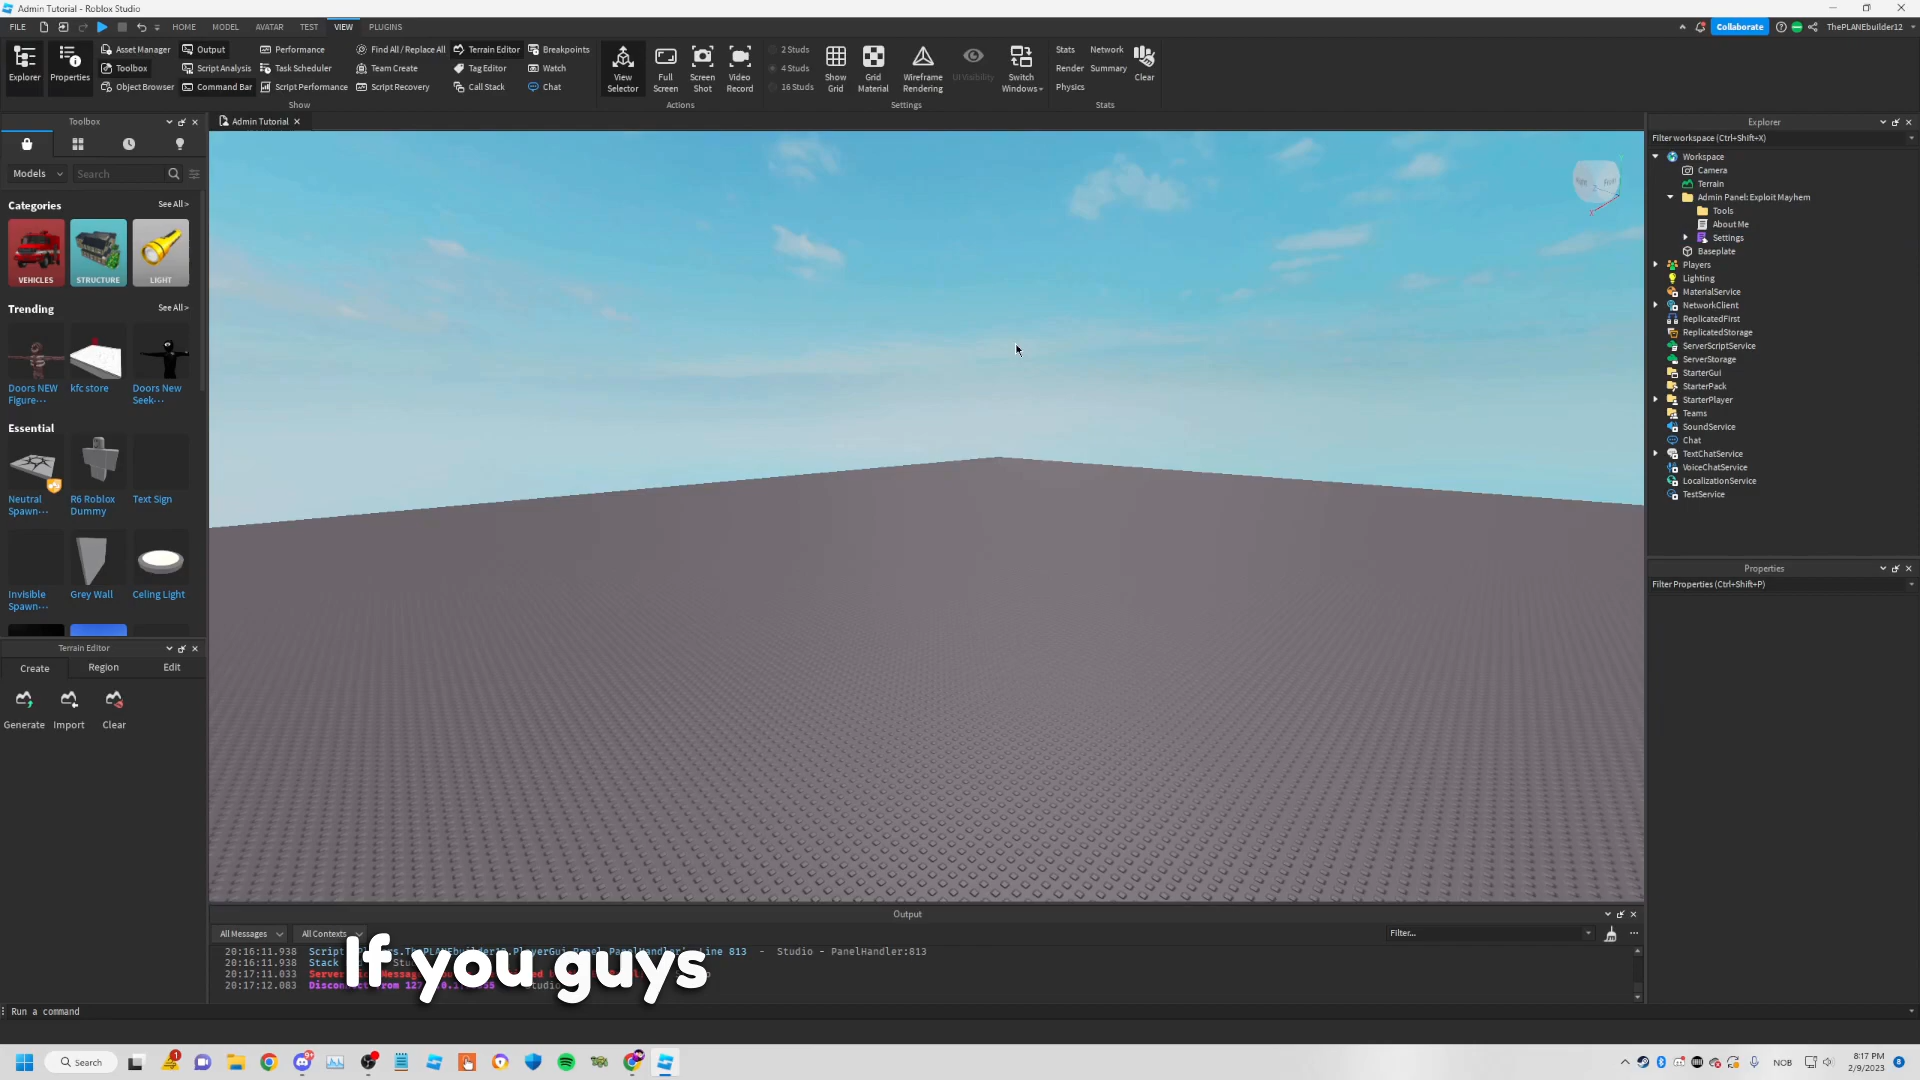 Admin Tutorial - Roblox Studio
FILE
HOME
MODEL
AVATAR
TEST
VIEW
PLUGINS
Collaborate
ThePLANEbuilder12
Explorer
Properties
Asset Manager
Toolbox
Object Browser
Output
Script Analysis
Command Bar
Performance
Task Scheduler
Script Performance
Find All / Replace All
Team Create
Script Recovery
Terrain Editor
Tag Editor
Call Stack
Breakpoints
Watch
Chat
Show
View
Selector
Full
Screen
Screen
Shot
Video
Record
Actions
2 Studs
4 Studs
16 Studs
Show
Grid
Grid
Material
Wireframe
Rendering
UI Visibility
Switch
Windows
Settings
Stats
Render
Physics
Network
Summary
Clear
Stats
Toolbox
Models
Search
Categories
See All >
VEHICLES
STRUCTURE
LIGHT
Trending
See All >
Doors NEW
Figure...
kfc store
Doors New
Seek...
Essential
Neutral
Spawn...
R6 Roblox
Dummy
Text Sign
Invisible
Spawn...
Grey Wall
Celing Light
Terrain Editor
Create
Region
Edit
Generate
Import
Clear
Admin Tutorial
Explorer
Filter workspace (Ctrl+Shift+X)
Workspace
Camera
Terrain
Admin Panel: Exploit Mayhem
Tools
About Me
Settings
Baseplate
Players
Lighting
MaterialService
NetworkClient
ReplicatedFirst
ReplicatedStorage
ServerScriptService
ServerStorage
StarterGui
StarterPack
StarterPlayer
Teams
SoundService
Chat
TextChatService
VoiceChatService
LocalizationService
TestService
Properties
Filter Properties (Ctrl+Shift+P)
Output
All Messages
All Contexts
Filter...
20:16:11.938 Script PlayerGui.Panel.PanelHandler', Line 813 - Studio - PanelHandler:813
20:16:11.938 Stack
20:17:11.033
20:17:12.083
If you guys
Run a command
Search
NOB
8:17 PM
2/9/2023
8